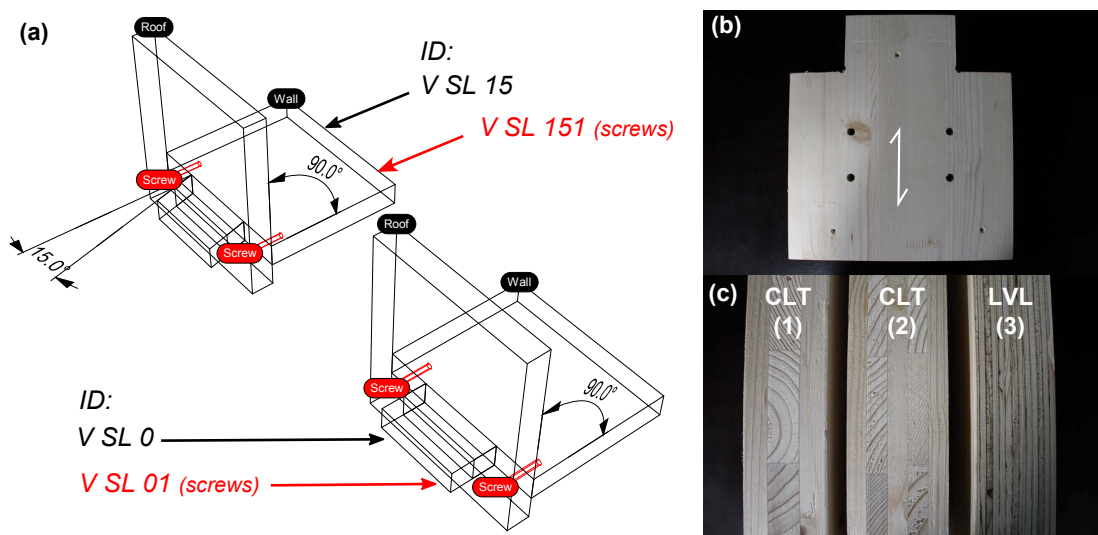 (a)
Roof
ID:
V SL 15
Wall
V SL 151 (screws)
90.0°
Screw
Screw
15.0°
Roof
Wall
90.0°
Screw
ID:
V SL 0
V SL 01 (screws)
Screw
(b)
(c)
CLT
(1)
CLT
(2)
LVL
(3)